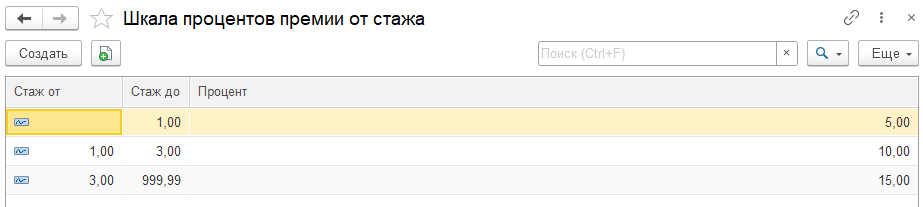 Шкала процентов премии от стажа
Создать Поиск (Ctrl+F) × Еще
Стаж от Стаж до Процент
1,00 5,00
1,00 3,00 10,00
3,00 999,99 15,00